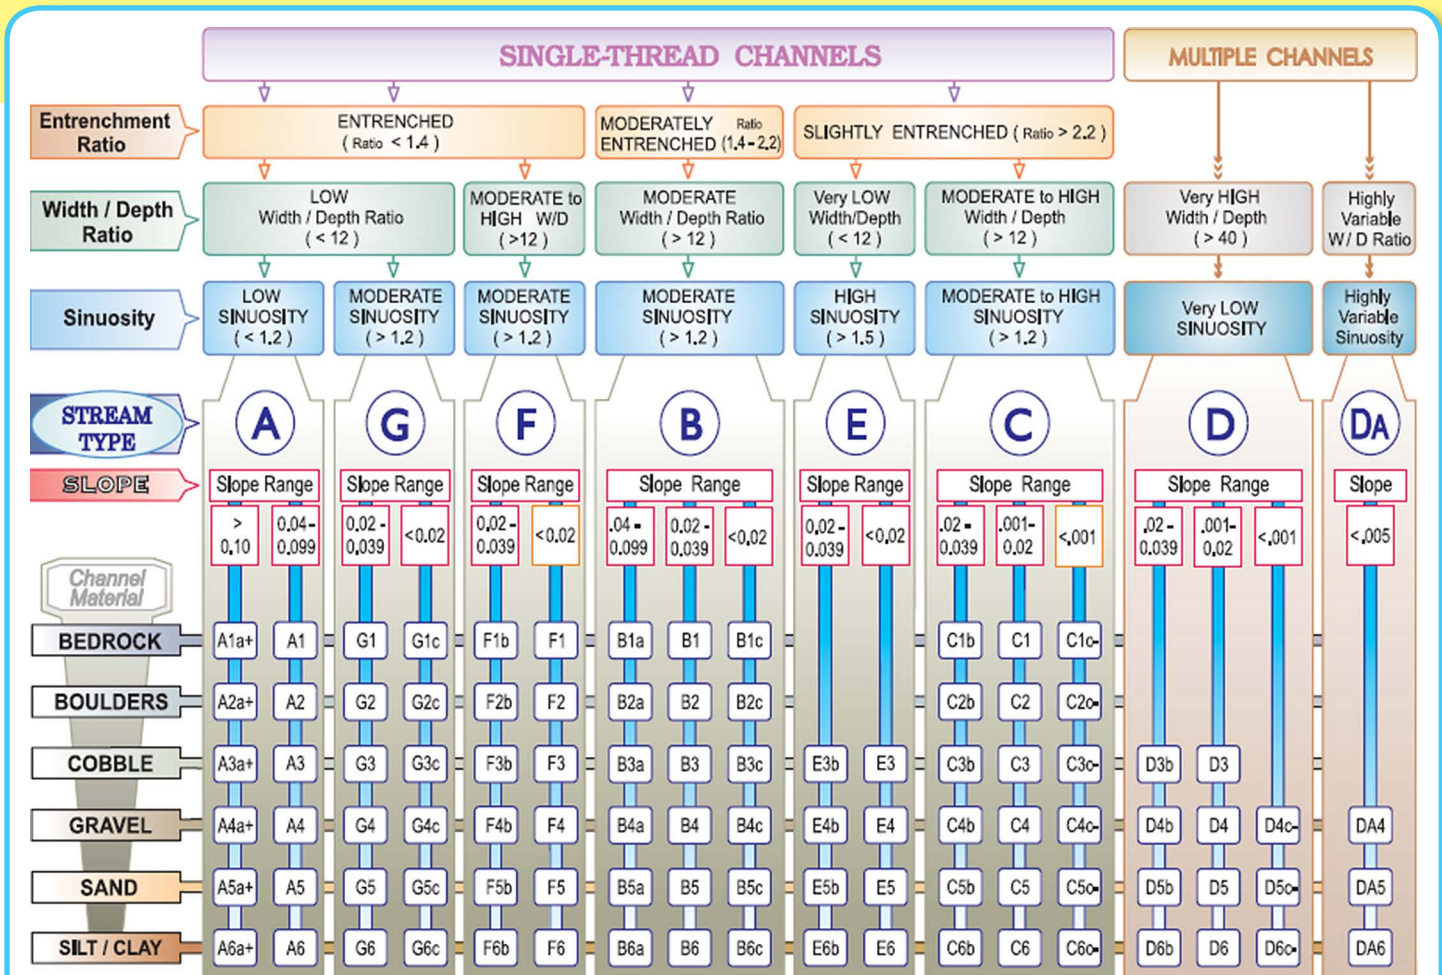 SINGLE-THREAD CHANNELS
MULTIPLE CHANNELS
Entrenchment
Ratio
ENTRENCHED
( Ratio < 1.4 )
MODERATELY Ratio
ENTRENCHED (1.4 - 2.2)
SLIGHTLY ENTRENCHED ( Ratio > 2.2 )
Width / Depth
Ratio
LOW
Width / Depth Ratio
( < 12 )
MODERATE to
HIGH W/D
( >12 )
MODERATE
Width / Depth Ratio
( > 12 )
Very LOW
Width/Depth
( < 12 )
MODERATE to HIGH
Width / Depth
( > 12 )
Very HIGH
Width / Depth
( > 40 )
Highly
Variable
W / D Ratio
Sinuosity
LOW
SINUOSITY
( < 1.2 )
MODERATE
SINUOSITY
( > 1.2 )
MODERATE
SINUOSITY
( > 1.2 )
MODERATE
SINUOSITY
( > 1.2 )
HIGH
SINUOSITY
( > 1.5 )
MODERATE to HIGH
SINUOSITY
( > 1.2 )
Very LOW
SINUOSITY
Highly
Variable
Sinuosity
STREAM
TYPE
A G F B E C D DA
SLOPE
Slope Range Slope Range Slope Range Slope Range Slope Range Slope Range Slope Range Slope
>
0.10
0.04 -
0.099
0.02 -
0.039
<0.02
0.02 -
0.039
<0.02
.04 -
0.099
0.02 -
0.039
<0.02
0.02 -
0.039
<0.02
.02 -
0.039
.001-
0.02
<.001
.02 -
0.039
.001-
0.02
<.001
<.005
Channel
Material
BEDROCK A1a+ A1 G1 G1c F1b F1 B1a B1 B1c C1b C1 C1c-
BOULDERS A2a+ A2 G2 G2c F2b F2 B2a B2 B2c C2b C2 C2c-
COBBLE A3a+ A3 G3 G3c F3b F3 B3a B3 B3c E3b E3 C3b C3 C3c- D3b D3
GRAVEL A4a+ A4 G4 G4c F4b F4 B4a B4 B4c E4b E4 C4b C4 C4c- D4b D4 D4c- DA4
SAND A5a+ A5 G5 G5c F5b F5 B5a B5 B5c E5b E5 C5b C5 C5c- D5b D5 D5c- DA5
SILT / CLAY A6a+ A6 G6 G6c F6b F6 B6a B6 B6c E6b E6 C6b C6 C6c- D6b D6 D6c- DA6